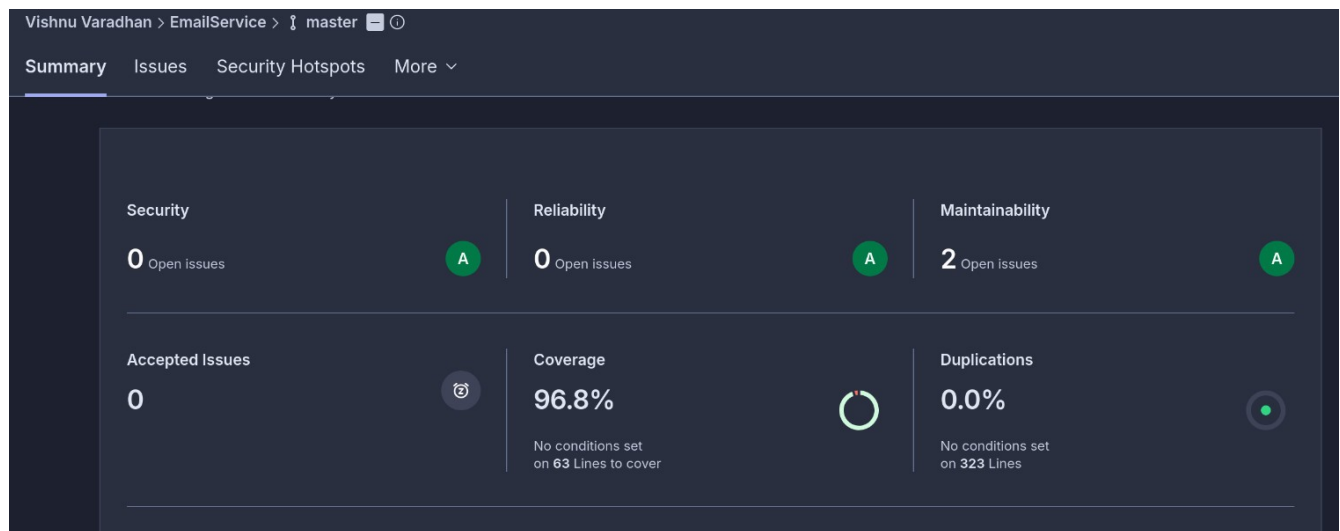 Vishnu Varadhan > EmailService > master
Summary Issues Security Hotspots More
Security
0 Open issues
A
Reliability
0 Open issues
A
Maintainability
2 Open issues
A
Accepted Issues
0
Coverage
96.8%
No conditions set
on 63 Lines to cover
Duplications
0.0%
No conditions set
on 323 Lines